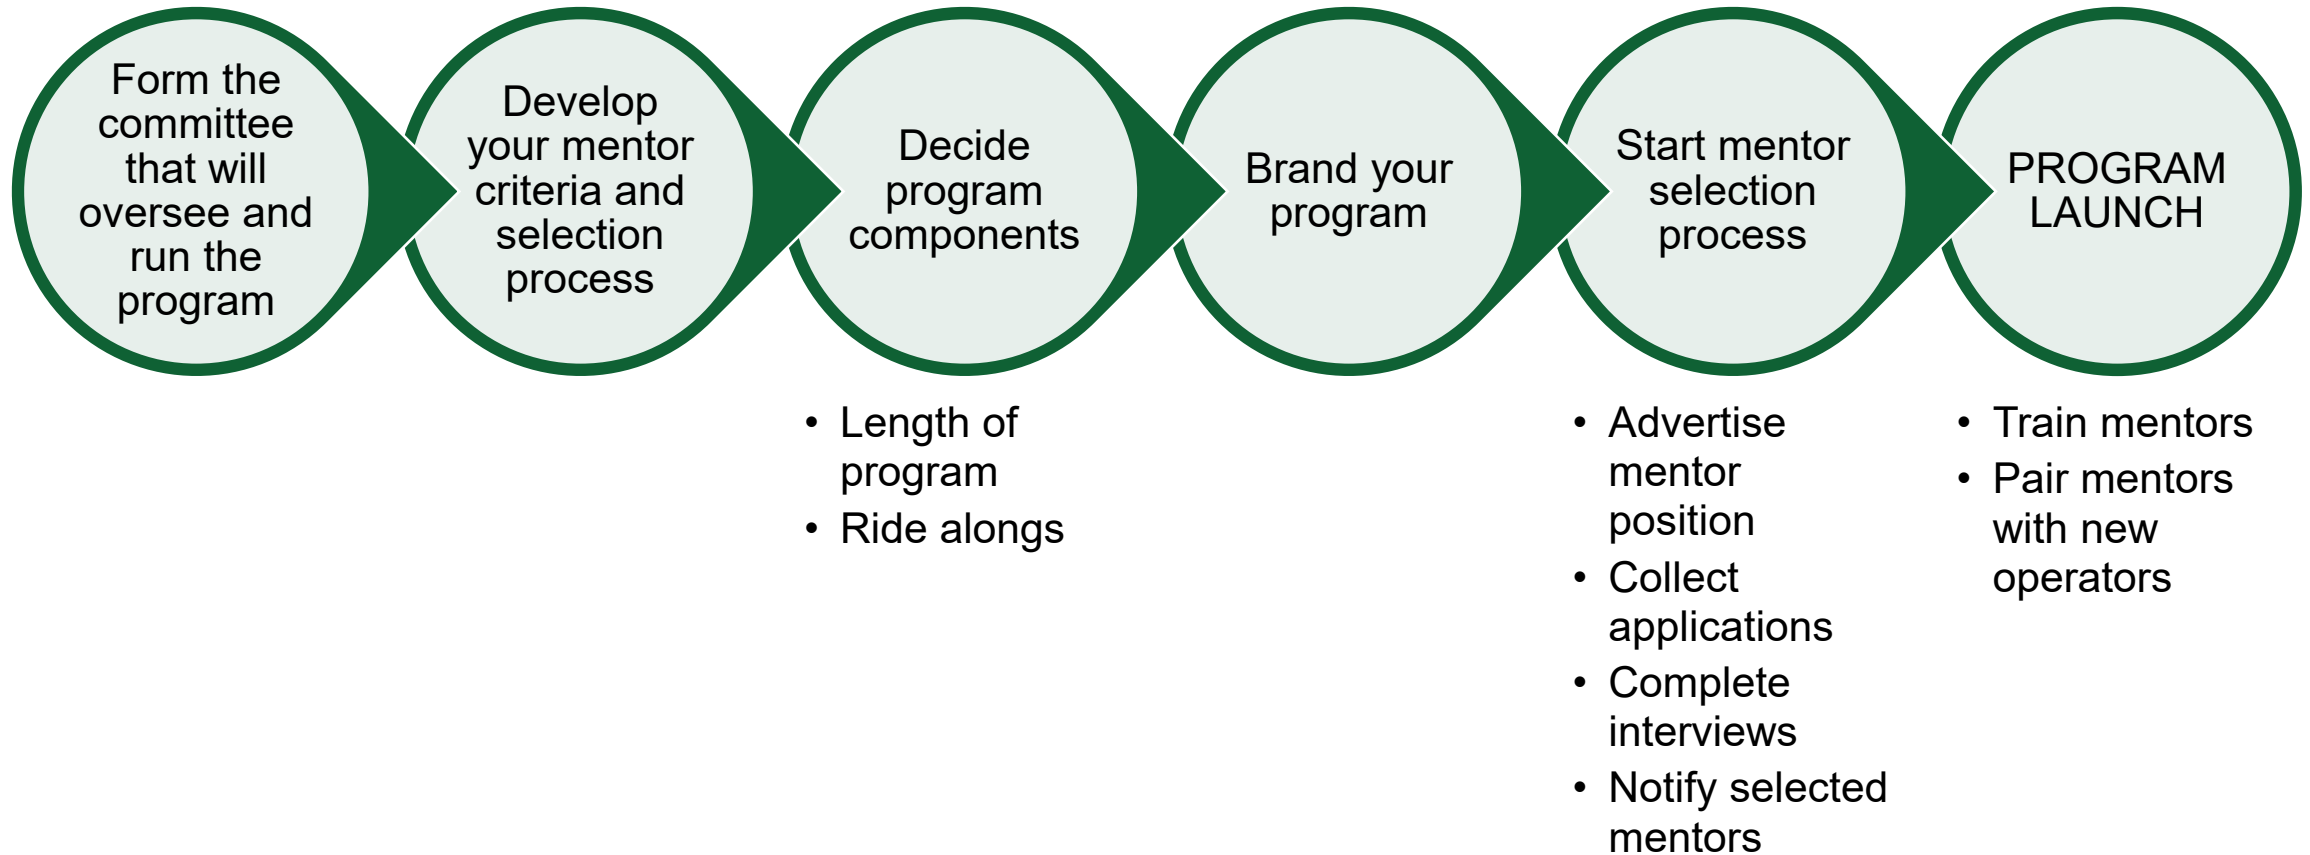 Form the
committee
that will
oversee and
run the
program
Develop
your mentor
criteria and
selection
process
Decide
program
components
Brand your
program
Start mentor
selection
process
PROGRAM
LAUNCH
• Length of
program
• Ride alongs
• Advertise
mentor
position
• Collect
applications
• Complete
interviews
• Notify selected
mentors
• Train mentors
• Pair mentors
with new
operators